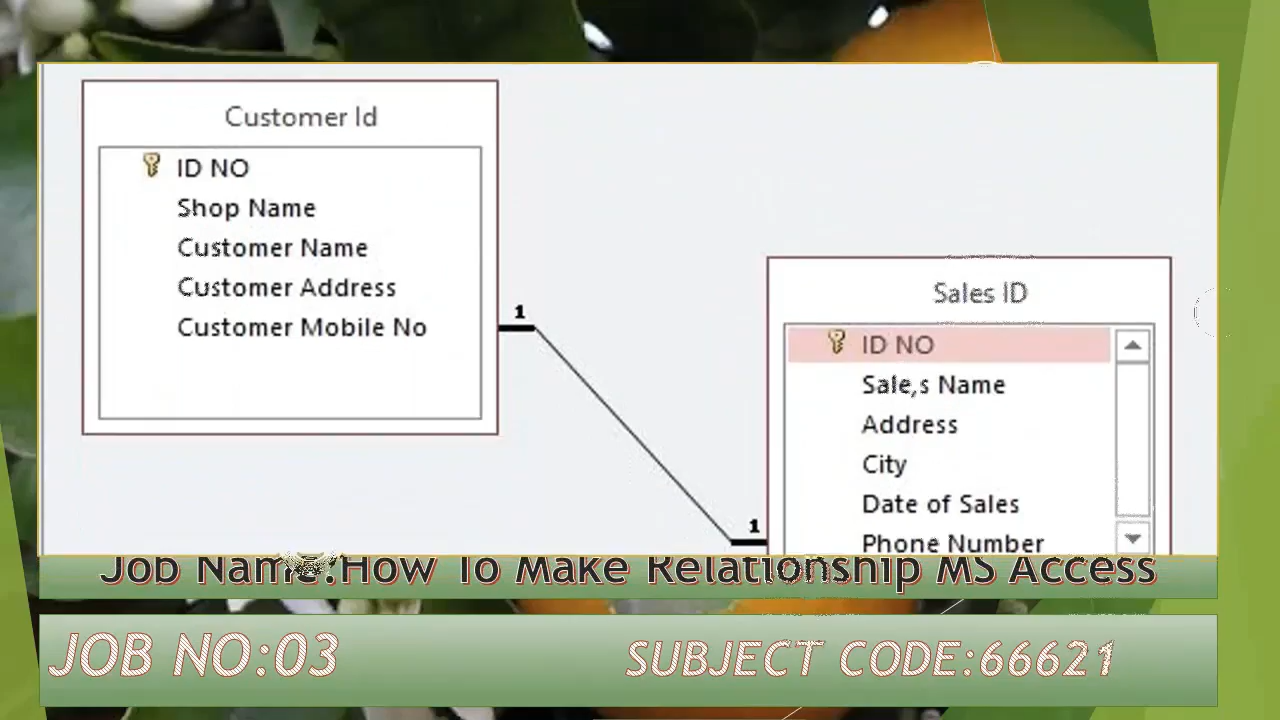 Customer Id
ID NO
Shop Name
Customer Name
Customer Address
Customer Mobile No
1
Sales ID
ID NO
Sale,s Name
Address
City
Date of Sales
1
Phone Number
Job Name:How To Make Relationship MS Access
JOB NO:03
SUBJECT CODE:66621